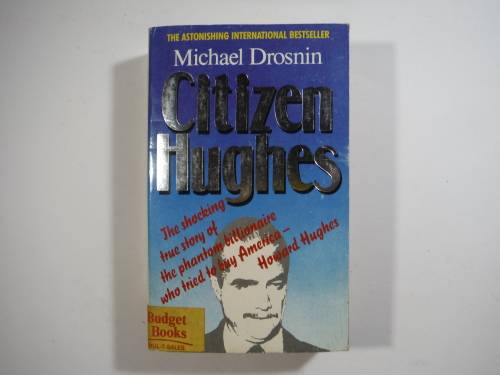 THE ASTONISHING INTERNATIONAL BESTSELLER
Michael Drosnin
Citizen
Hughes
The shocking
true story of
the phantom billionaire
who tried to buy America –
Howard Hughes
Budget
Books